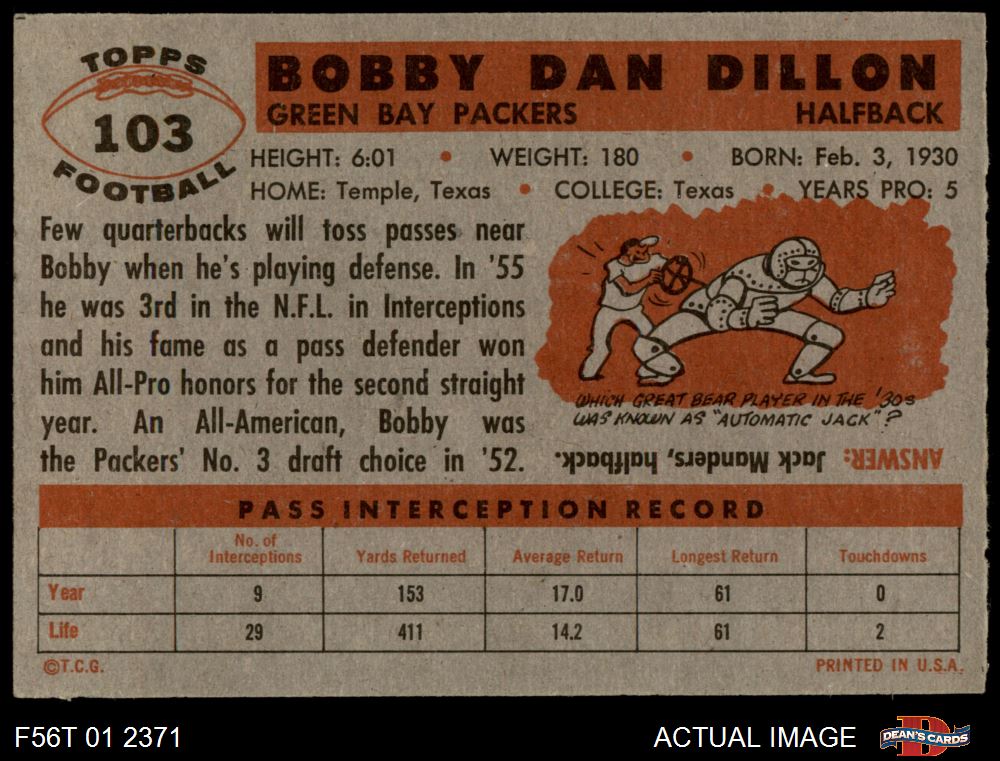 TOPPS
103
FOOTBALL
BOBBY DAN DILLON
GREEN BAY PACKERS HALFBACK
HEIGHT: 6:01 • WEIGHT: 180 • BORN: Feb. 3, 1930
HOME: Temple, Texas • COLLEGE: Texas • YEARS PRO: 5
Few quarterbacks will toss passes near
Bobby when he's playing defense. In '55
he was 3rd in the N.F.L. in Interceptions
and his fame as a pass defender won
him All-Pro honors for the second straight
year. An All-American, Bobby was
the Packers' No. 3 draft choice in '52.
WHICH GREAT BEAR PLAYER IN THE '30s
WAS KNOWN AS "AUTOMATIC JACK"?
ANSWER: Jack Manders, halfback.
PASS INTERCEPTION RECORD
No. of
Interceptions Yards Returned Average Return Longest Return Touchdowns
Year 9 153 17.0 61 0
Life 29 411 14.2 61 2
©T.C.G. PRINTED IN U.S.A.
F56T 01 2371 ACTUAL IMAGE DEAN'S CARDS